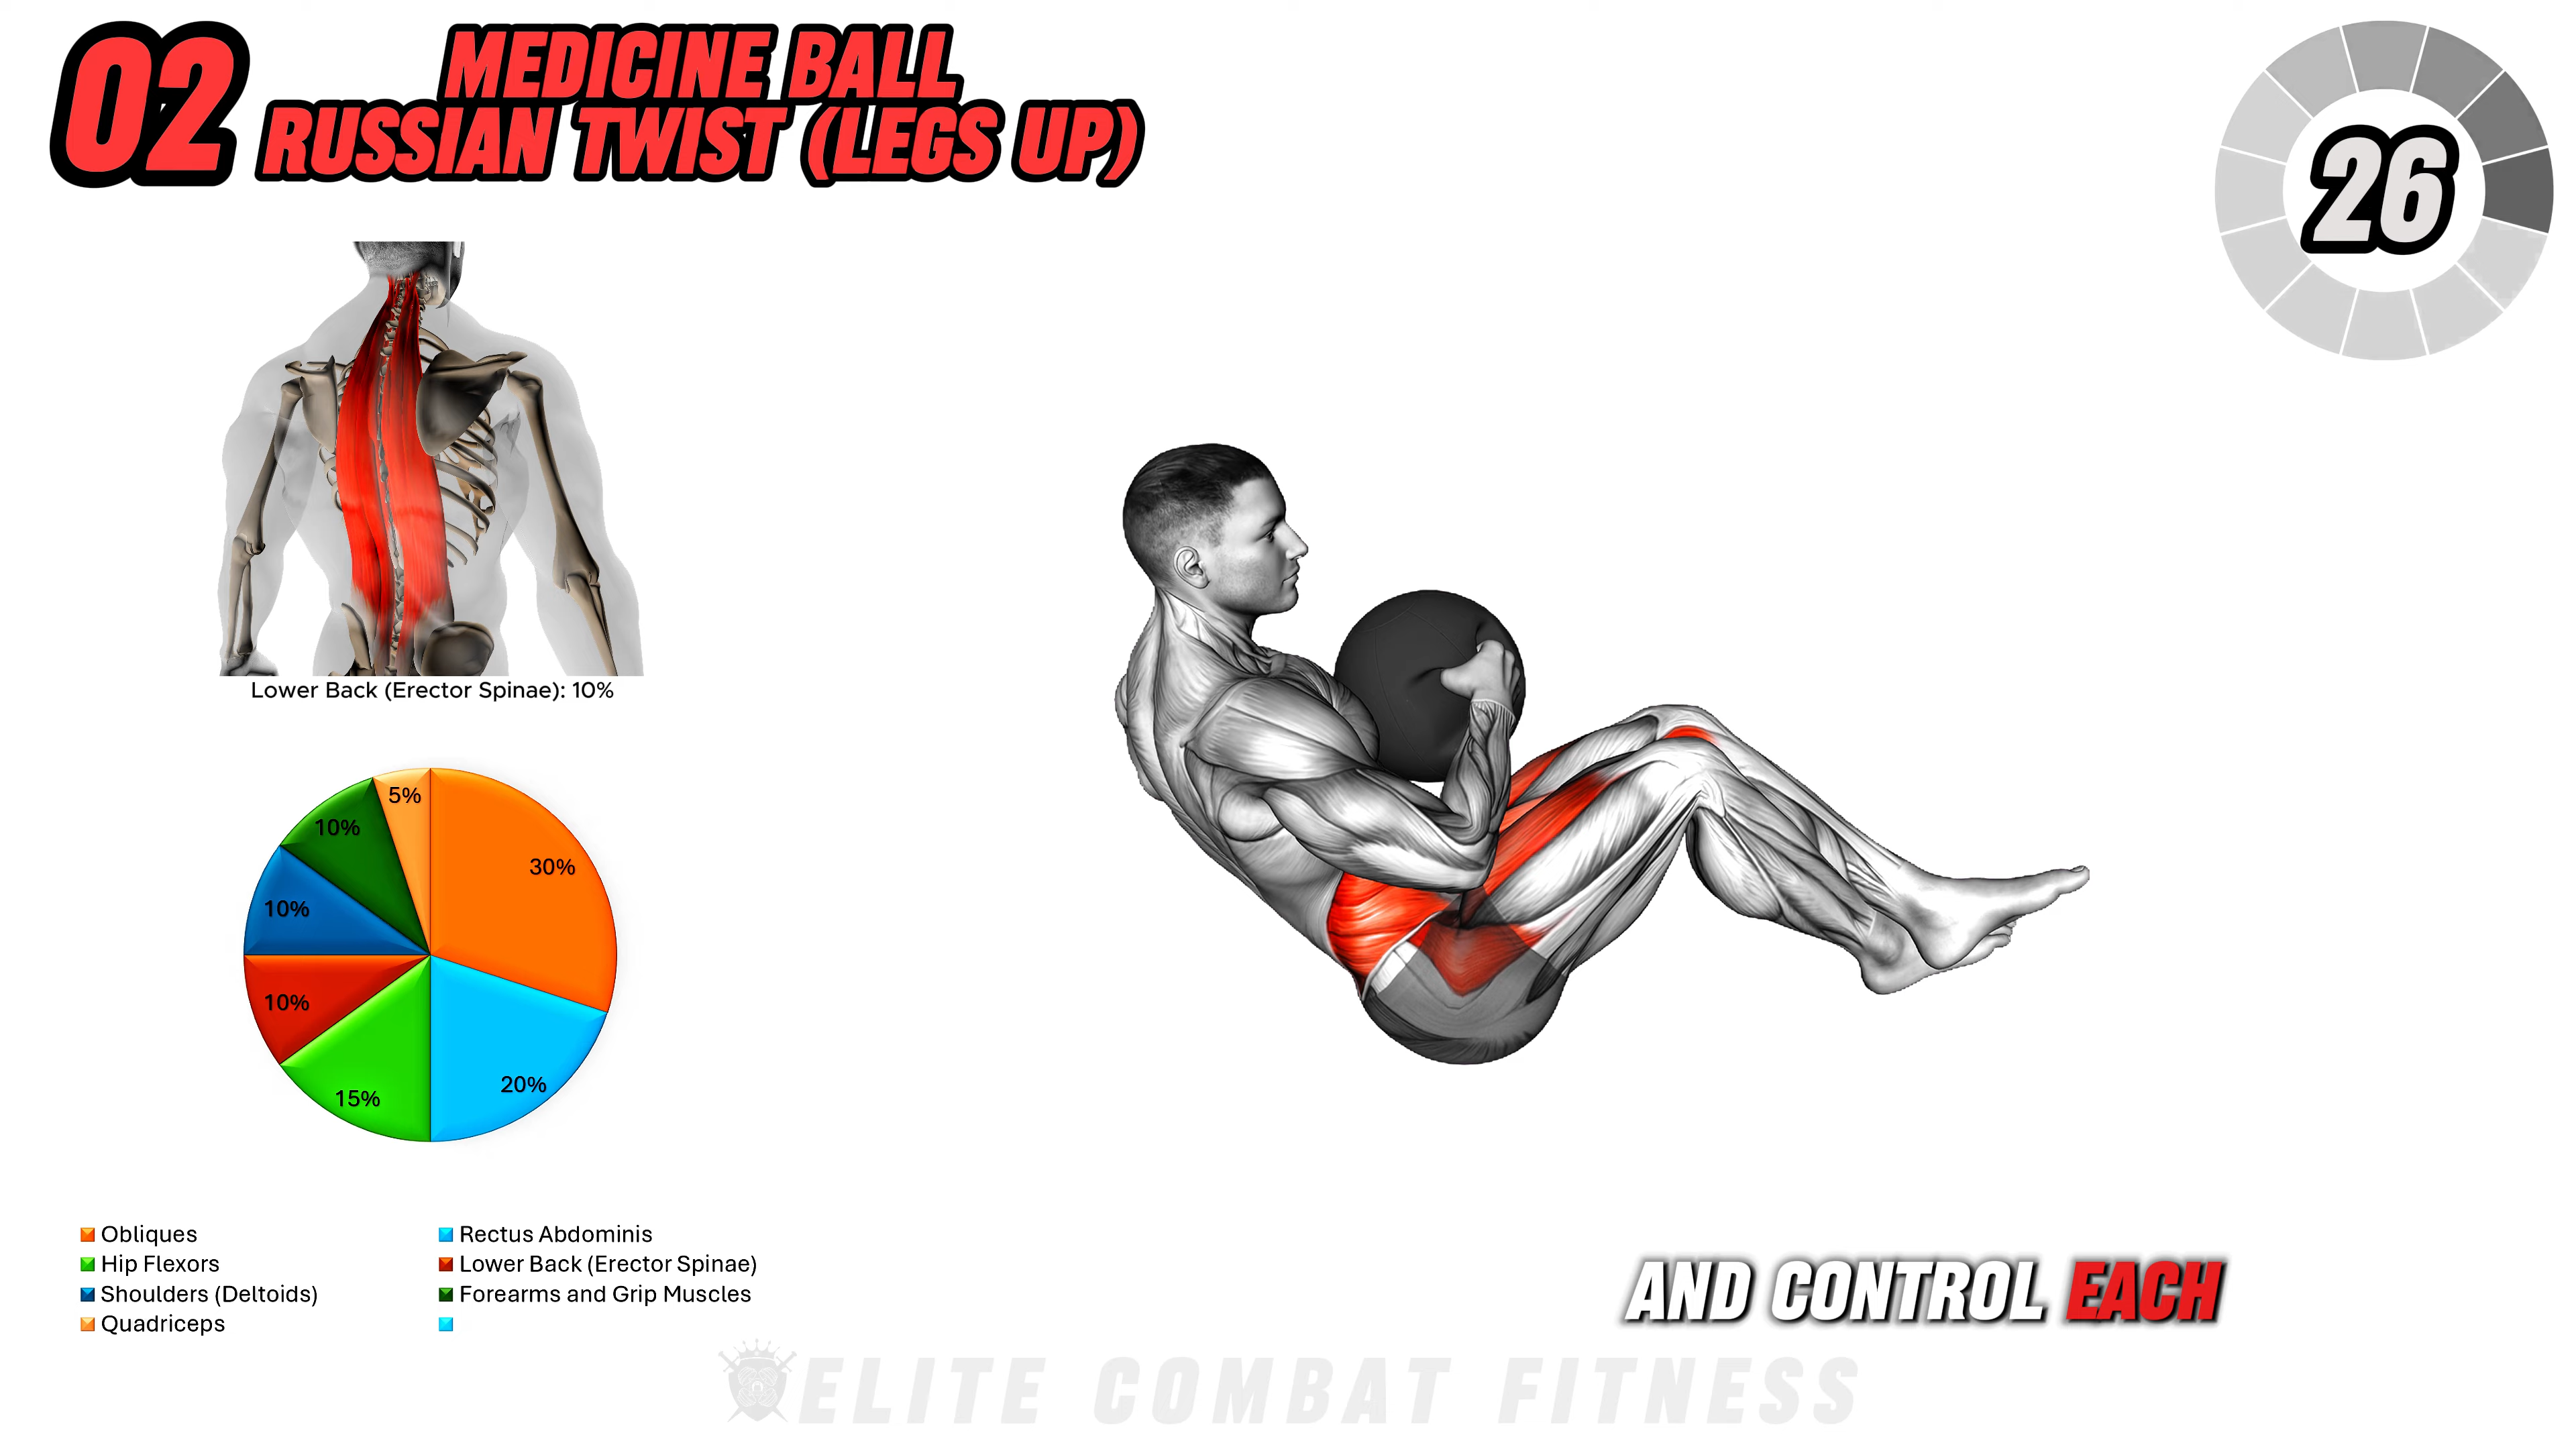 02
MEDICINE BALL
RUSSIAN TWIST (LEGS UP)
26
Lower Back (Erector Spinae): 10%
5%
10%
30%
10%
10%
15%
20%
Obliques
Rectus Abdominis
Hip Flexors
Lower Back (Erector Spinae)
Shoulders (Deltoids)
Forearms and Grip Muscles
Quadriceps
AND CONTROL EACH
ELITE COMBAT FITNESS